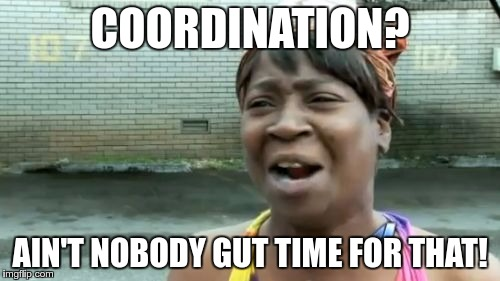 COORDINATION?
AIN'T NOBODY GUT TIME FOR THAT!
imgflip.com